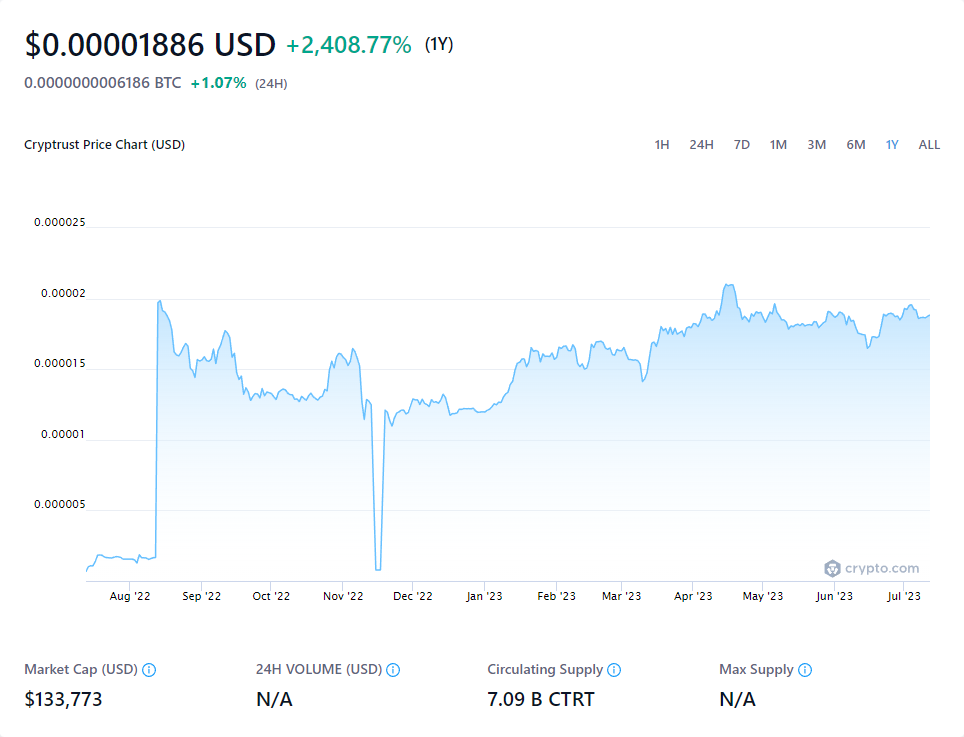 $0.00001886 USD +2,408.77% (1Y)
0.0000000006186 BTC +1.07% (24H)
Cryptrust Price Chart (USD) 1H 24H 7D 1M 3M 6M 1Y ALL
0.000025
0.00002
0.000015
0.00001
0.000005
crypto.com
Aug '22 Sep '22 Oct '22 Nov '22 Dec '22 Jan '23 Feb '23 Mar '23 Apr '23 May '23 Jun '23 Jul '23
Market Cap (USD) 24H VOLUME (USD) Circulating Supply Max Supply
$133,773 N/A 7.09 B CTRT N/A